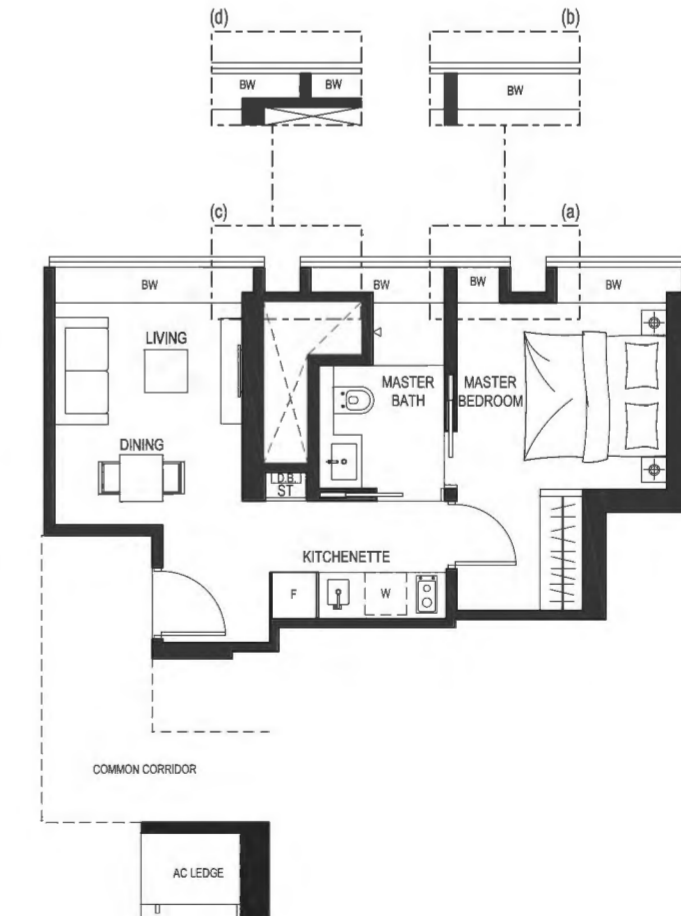 (d)
(b)
BW
BW
BW
(c)
(a)
BW
BW
BW
BW
LIVING
MASTER
BATH
MASTER
BEDROOM
DINING
D.B.
ST
KITCHENETTE
F
W
COMMON CORRIDOR
AC LEDGE